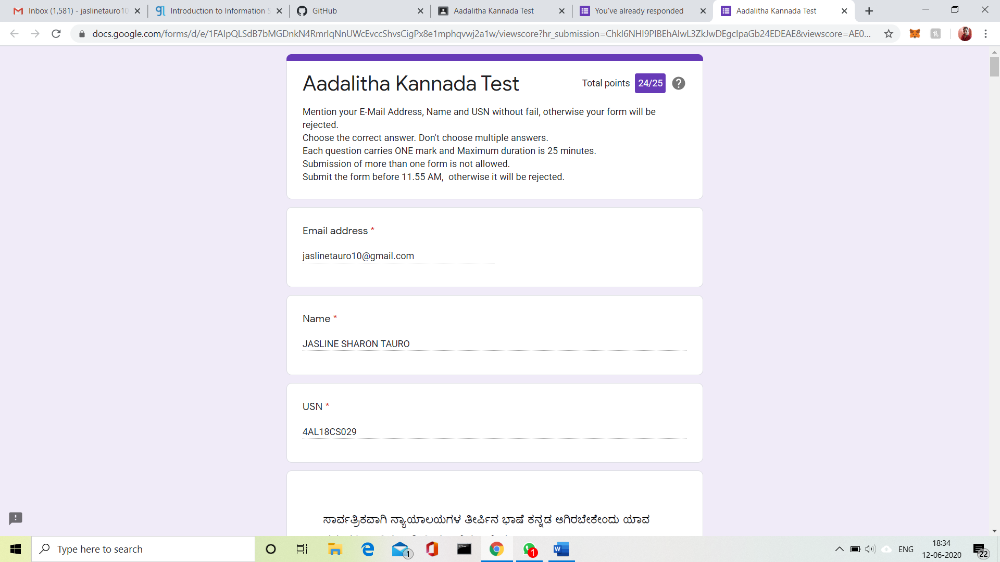 Inbox (1,581) - jaslinetauro10
Introduction to Information S
GitHub
Aadalitha Kannada Test
You've already responded
Aadalitha Kannada Test
docs.google.com/forms/d/e/1FAIpQLSdB7bMGDnkN4RmrIqNnUWcEvccShvsCigPx8e1mphqvwj2a1w/viewscore?hr_submission=ChkI6NHI9PIBEhAIwL3ZkJwDEgcIpaGb24EDEAE&viewscore=AE0...
Aadalitha Kannada Test
Total points 24/25
Mention your E-Mail Address, Name and USN without fail, otherwise your form will be
rejected.
Choose the correct answer. Don't choose multiple answers.
Each question carries ONE mark and Maximum duration is 25 minutes.
Submission of more than one form is not allowed.
Submit the form before 11.55 AM,  otherwise it will be rejected.
Email address *
jaslinetauro10@gmail.com
Name *
JASLINE SHARON TAURO
USN *
4AL18CS029
ಸಾರ್ವತ್ರಿಕವಾಗಿ ನ್ಯಾಯಾಲಯಗಳ ತೀರ್ಪಿನ ಭಾಷೆ ಕನ್ನಡ ಆಗಿರಬೇಕೇಂದು ಯಾವ
Type here to search
1
1
ENG
18:34
12-06-2020
22